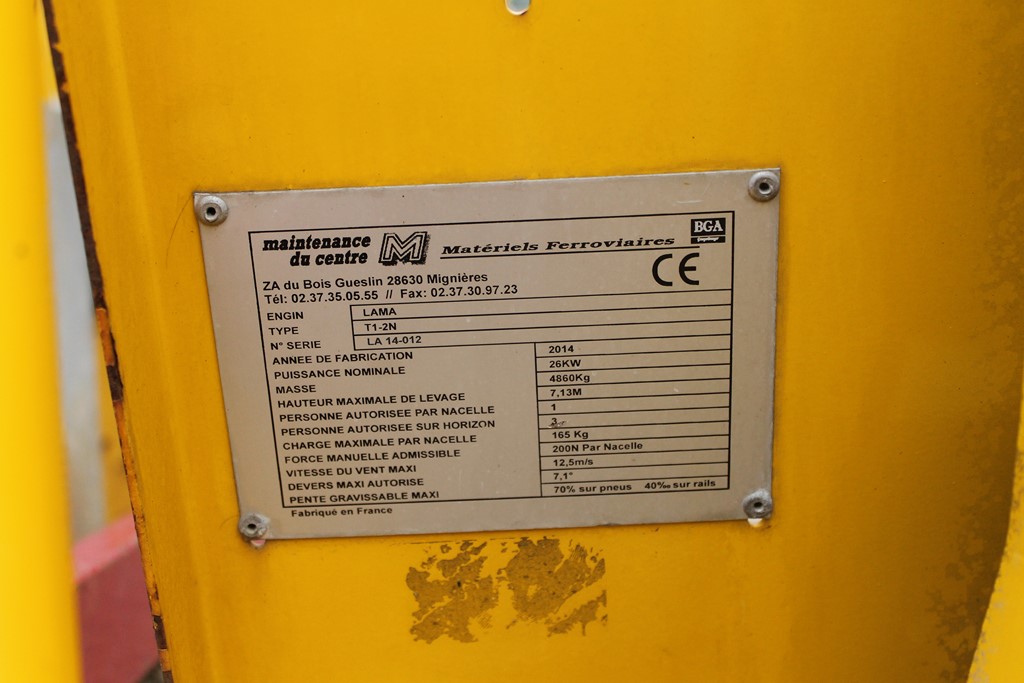 maintenance du centre M Matériels Ferroviaires BGA
CE
ZA du Bois Gueslin 28630 Mignières
Tél: 02.37.35.05.55 // Fax: 02.37.30.97.23
ENGIN LAMA
TYPE T1-2N
N° SERIE LA 14-012
ANNEE DE FABRICATION 2014
PUISSANCE NOMINALE 26KW
MASSE 4860Kg
HAUTEUR MAXIMALE DE LEVAGE 7,13M
PERSONNE AUTORISEE PAR NACELLE 1
PERSONNE AUTORISEE SUR HORIZON
CHARGE MAXIMALE PAR NACELLE 165 Kg
FORCE MANUELLE ADMISSIBLE 200N Par Nacelle
VITESSE DU VENT MAXI 12,5m/s
DEVERS MAXI AUTORISE 7,1°
PENTE GRAVISSABLE MAXI 70% sur pneus 40‰ sur rails
Fabriqué en France